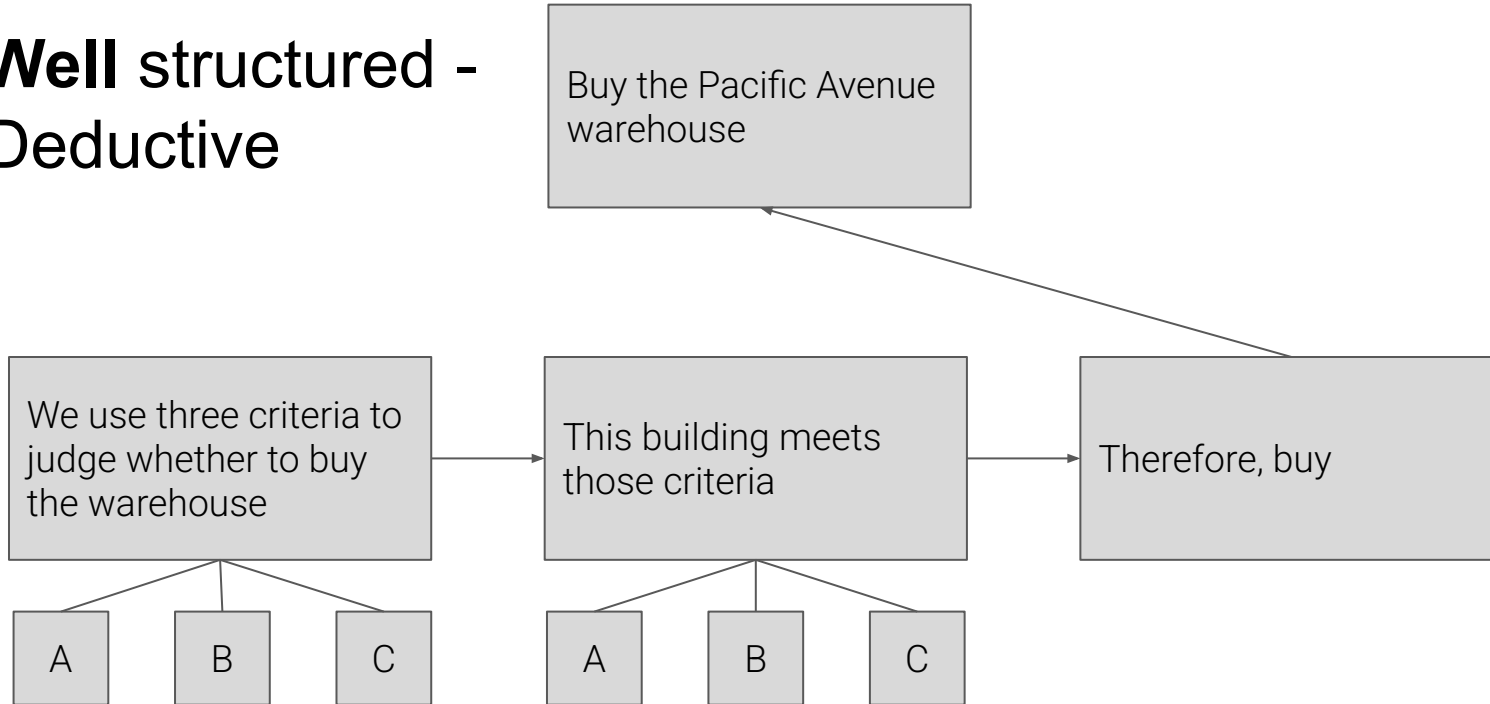 Well structured -
Deductive
Buy the Pacific Avenue
warehouse
We use three criteria to
judge whether to buy
the warehouse
This building meets
those criteria
Therefore, buy
A
B
C
A
B
C